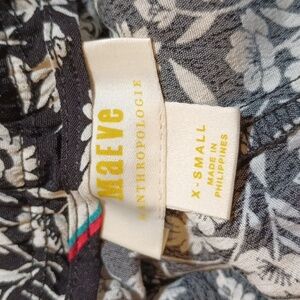 Maeve
ANTHROPOLOGIE
X-SMALL
MADE IN
PHILIPPINES